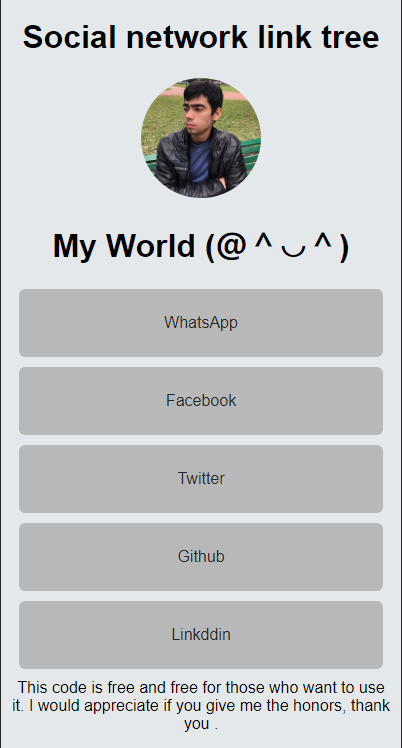 Social network link tree
My World (@＾◡＾)
WhatsApp
Facebook
Twitter
Github
Linkddin
This code is free and free for those who want to use
it. I would appreciate if you give me the honors, thank
you .